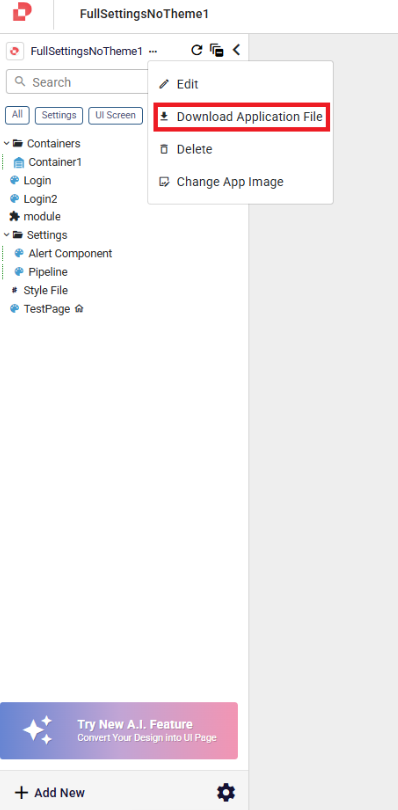 FullSettingsNoTheme1
FullSettingsNoTheme1 ...
Search
Edit
All
Settings
UI Screen
Download Application File
Containers
Delete
Container1
Login
Change App Image
Login2
module
Settings
Alert Component
Pipeline
# Style File
TestPage
Try New A.I. Feature
Convert Your Design into UI Page
+ Add New